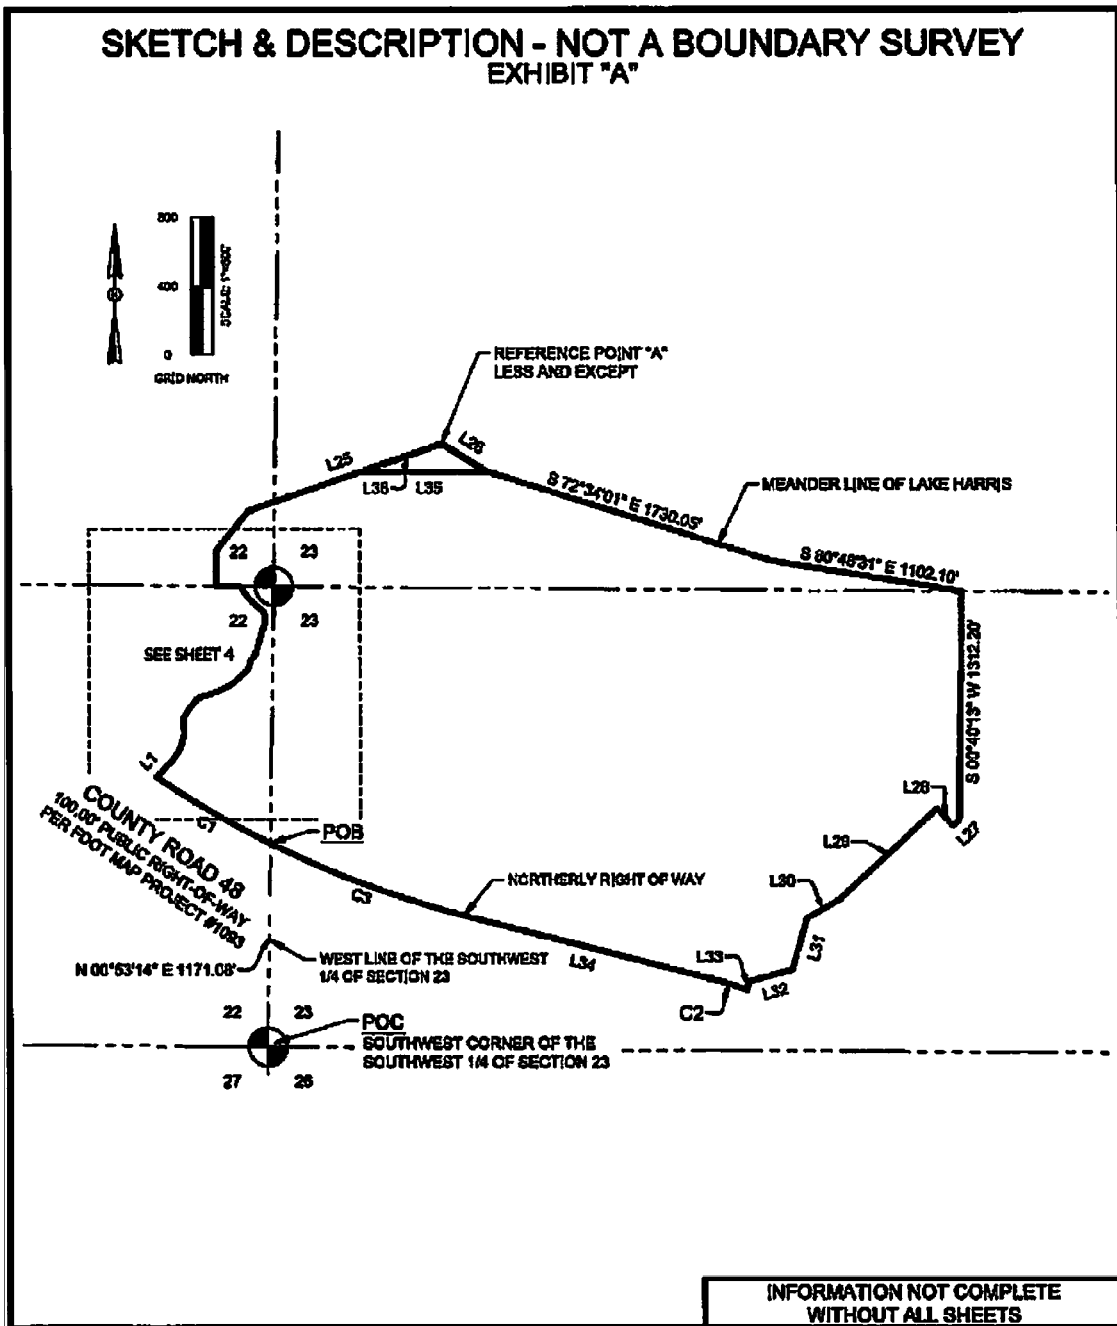 SKETCH & DESCRIPTION - NOT A BOUNDARY SURVEY
EXHIBIT "A"
800
400
0
SCALE: 1"=800'
GRID NORTH
REFERENCE POINT "A"
LESS AND EXCEPT
L25
L26
L36
L35
S 72°34'01" E 1730.05'
MEANDER LINE OF LAKE HARRIS
S 80°48'31" E 1102.10'
22
23
22
23
SEE SHEET 4
S 00°40'13" W 1312.20'
L1
C1
COUNTY ROAD 48
100.00' PUBLIC RIGHT-OF-WAY
PER FDOT MAP PROJECT #1093
POB
C3
NORTHERLY RIGHT OF WAY
L28
L27
L29
L30
L31
L32
L33
L34
C2
N 00°53'14" E 1171.08'
WEST LINE OF THE SOUTHWEST
1/4 OF SECTION 23
22
23
POC
SOUTHWEST CORNER OF THE
SOUTHWEST 1/4 OF SECTION 23
27
26
INFORMATION NOT COMPLETE
WITHOUT ALL SHEETS